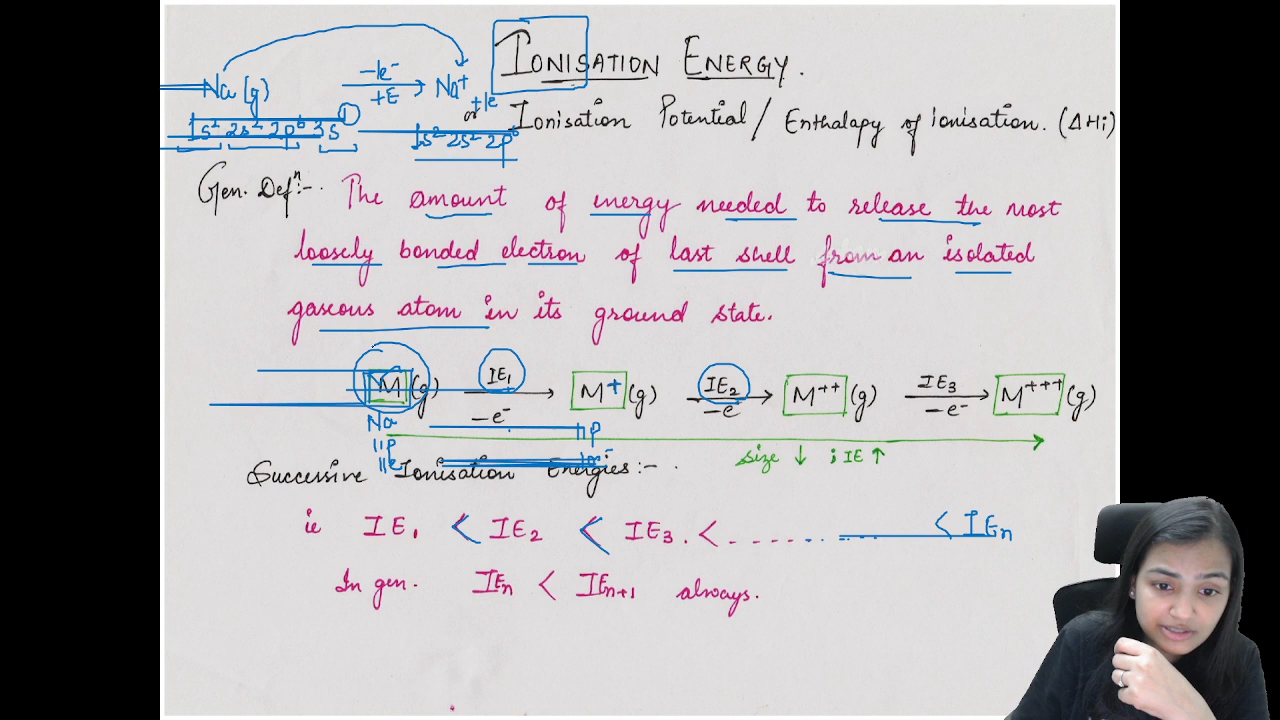 IONISATION ENERGY.
Na (g) -1e⁻ +E → Na⁺ +1e
1s² 2s² 2p⁶ 3s¹ 1s² 2s² 2p⁶
or Ionisation Potential / Enthalapy of ionisation. (ΔHi)
Gen. Defⁿ:-. The amount of energy needed to release the most
loosely bonded electron of last shell from an isolated
gaseous atom in its ground state.
M (g) IE₁ -e⁻ → M+ (g) IE₂ -e⁻ → M++ (g) IE₃ -e⁻ → M+++ (g)
Na
11p 11p
11e⁻
size ↓ ; IE ↑
Successive Ionisation Energies:- .
ie IE₁ < IE₂ < IE₃. < ........... < IEn
In gen. IEn < IEn+1 always.